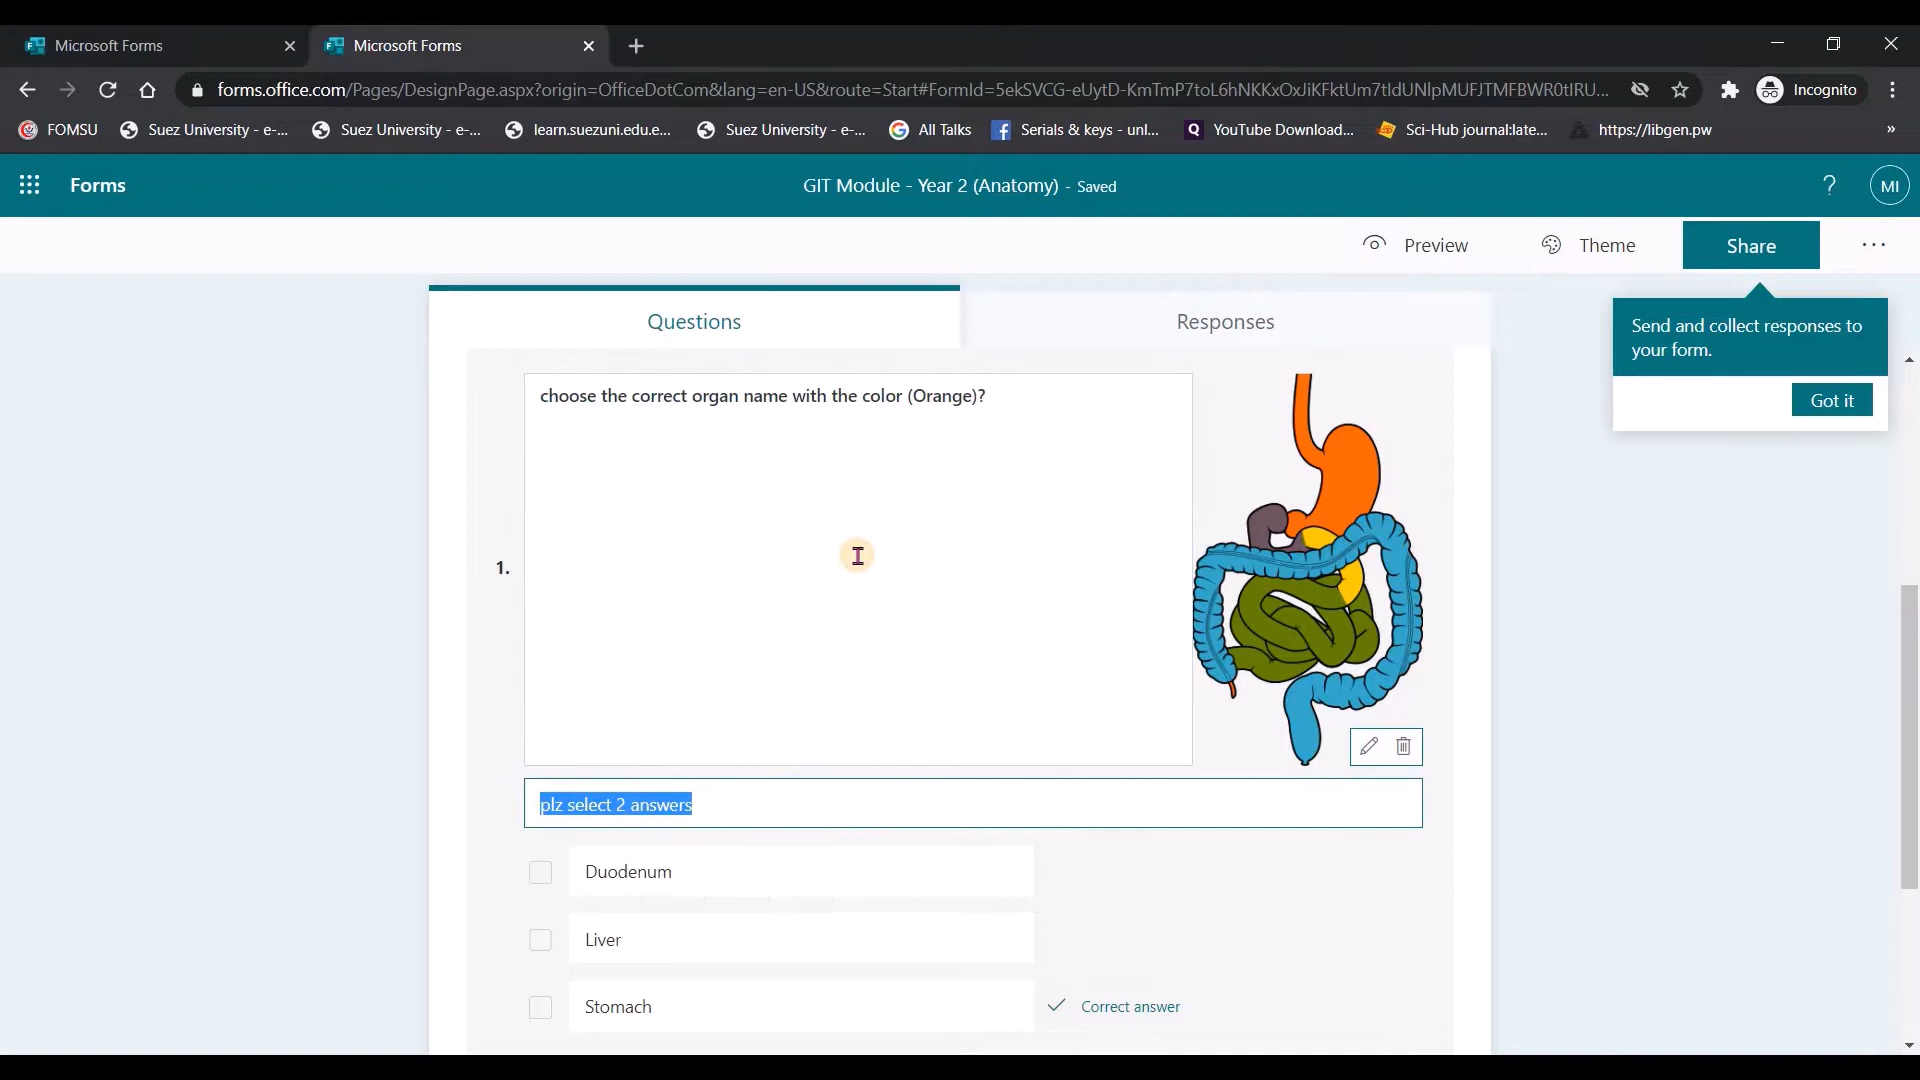 Microsoft Forms
Microsoft Forms
forms.office.com/Pages/DesignPage.aspx?origin=OfficeDotCom&lang=en-US&route=Start#FormId=5ekSVCG-eUytD-KmTmP7toL6hNKKxOxJiKFktUm7tldUNlpMUFJTMFBWR0tIRU...
Incognito
FOMSU
Suez University - e-...
Suez University - e-...
learn.suezuni.edu.e...
Suez University - e-...
All Talks
Serials & keys - unl...
YouTube Download...
Sci-Hub journal:late...
https://libgen.pw
»
Forms
GIT Module - Year 2 (Anatomy) - Saved
?
MI
Preview
Theme
Share
...
Questions
Responses
Send and collect responses to
your form.
Got it
choose the correct organ name with the color (Orange)?
1.
plz select 2 answers
Duodenum
Liver
Stomach
Correct answer